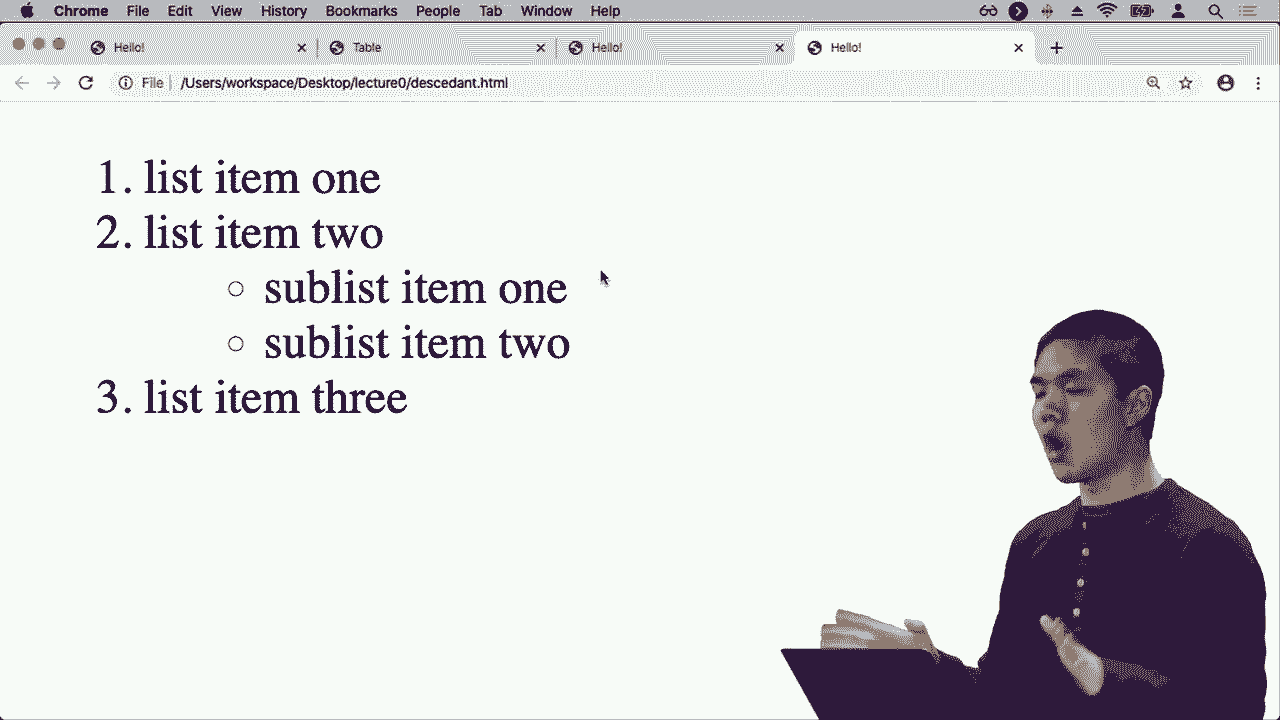 Chrome File Edit View History Bookmarks People Tab Window Help
Hello! Table Hello! Hello!
File /Users/workspace/Desktop/lecture0/descedant.html
1. list item one
2. list item two
sublist item one
sublist item two
3. list item three